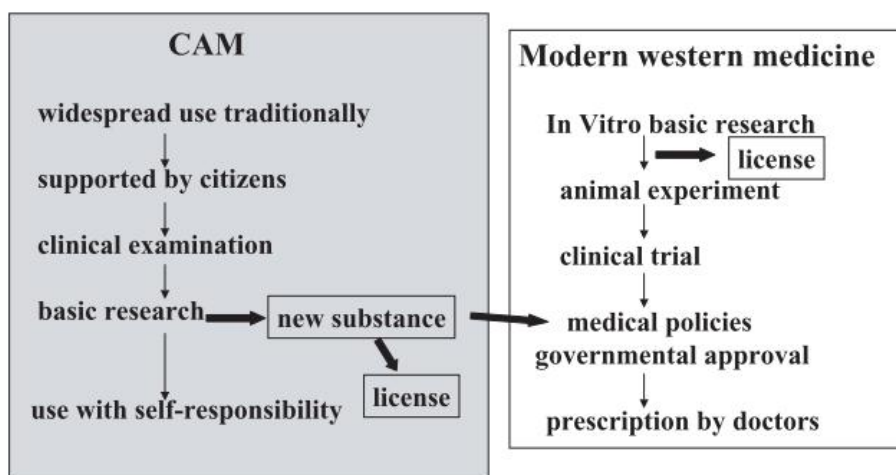 CAM
widespread use traditionally
supported by citizens
clinical examination
basic research
new substance
license
use with self-responsibility
Modern western medicine
In Vitro basic research
license
animal experiment
clinical trial
medical policies
governmental approval
prescription by doctors